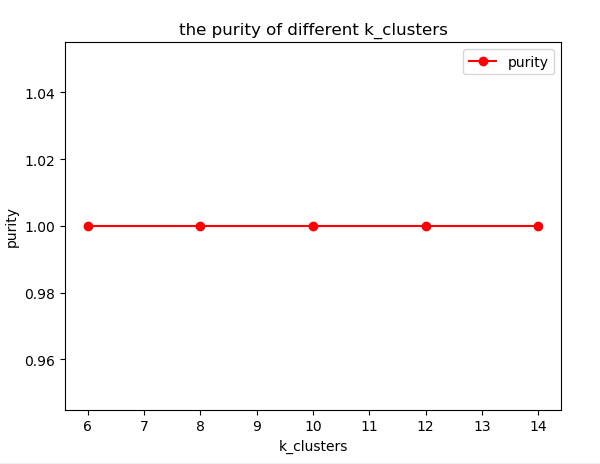 the purity of different k_clusters
purity
1.04
1.02
1.00
0.98
0.96
purity
6 7 8 9 10 11 12 13 14
k_clusters